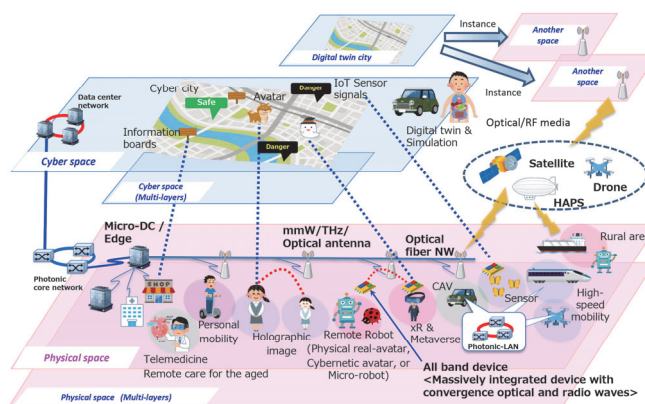 Digital twin city
Instance
Another
space
Another
space
Instance
Data center
network
Cyber city
Safe
Avatar
Danger
IoT Sensor
signals
Information
boards
Danger
Digital twin &
Simulation
Optical/RF media
Cyber space
Cyber space
(Multi-layers)
Satellite
HAPS
Drone
Micro-DC /
Edge
mmW/THz/
Optical antenna
Optical
fiber NW
Rural area
Photonic
core network
SHOP
CAV
Sensor
Personal
mobility
Holographic
image
Remote Robot
(Physical real-avatar,
Cybernetic avatar, or
Micro-robot)
xR &
Metaverse
High-
speed
mobility
Photonic-LAN
Physical space
Telemedicine
Remote care for the aged
All band device
<Massively integrated device with
convergence optical and radio waves>
Physical space (Multi-layers)